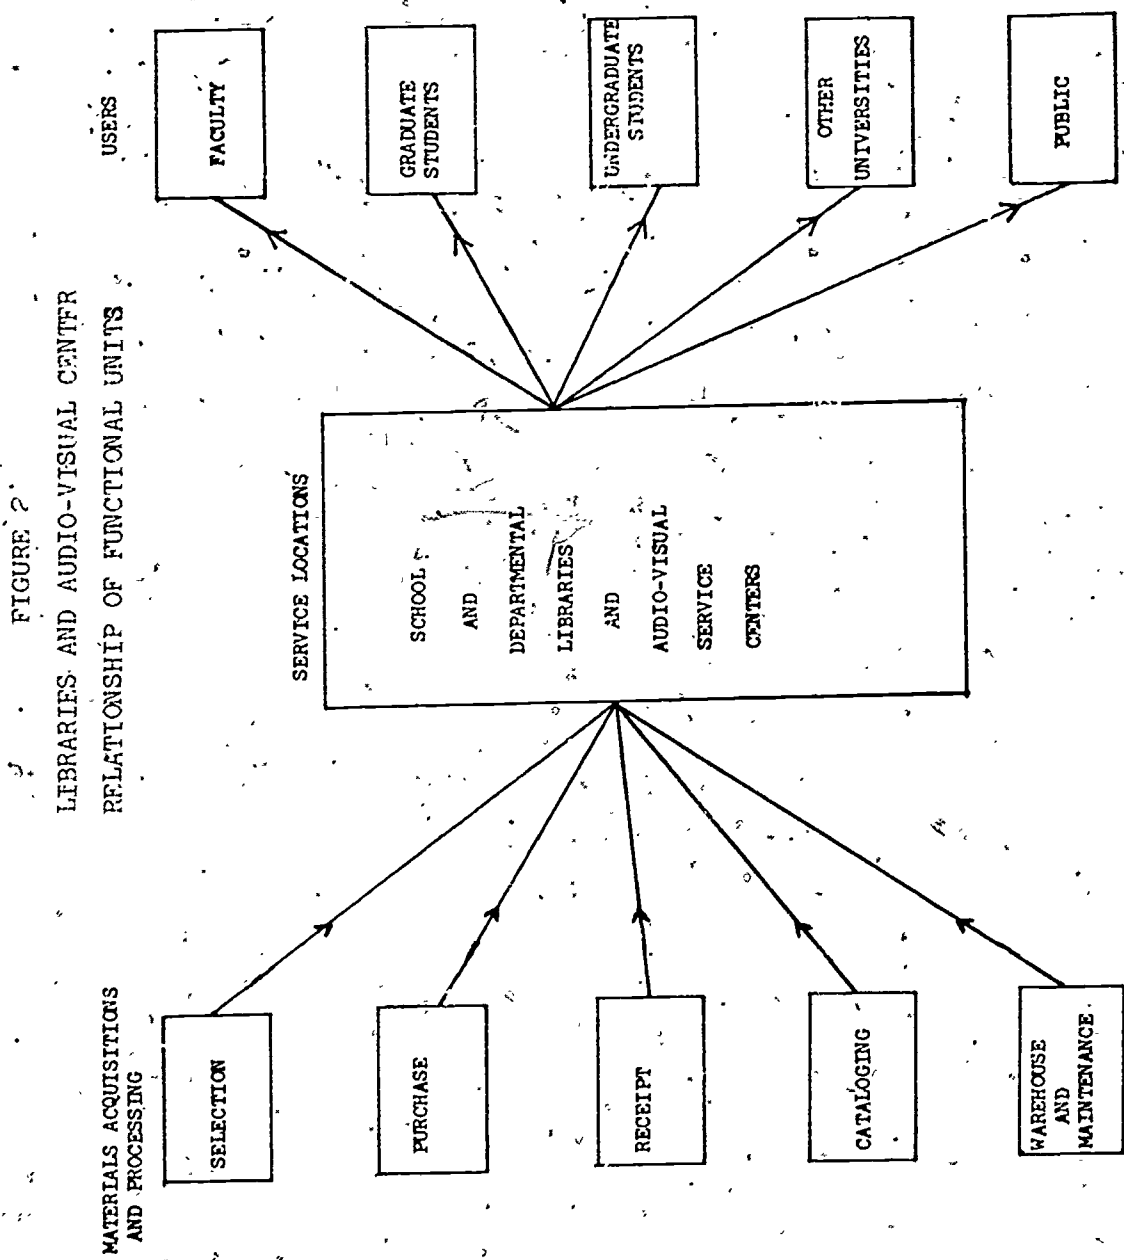 FIGURE 2
LIBRARIES AND AUDIO-VISUAL CENTER
RELATIONSHIP OF FUNCTIONAL UNITS
MATERIALS ACQUISITIONS
AND PROCESSING
SELECTION
PURCHASE
RECEIPT
CATALOGING
WAREHOUSE
AND
MAINTENANCE
SERVICE LOCATIONS
SCHOOL
AND
DEPARTMENTAL
LIBRARIES
AND
AUDIO-VISUAL
SERVICE
CENTERS
USERS
FACULTY
GRADUATE
STUDENTS
UNDERGRADUATE
STUDENTS
OTHER
UNIVERSITIES
PUBLIC